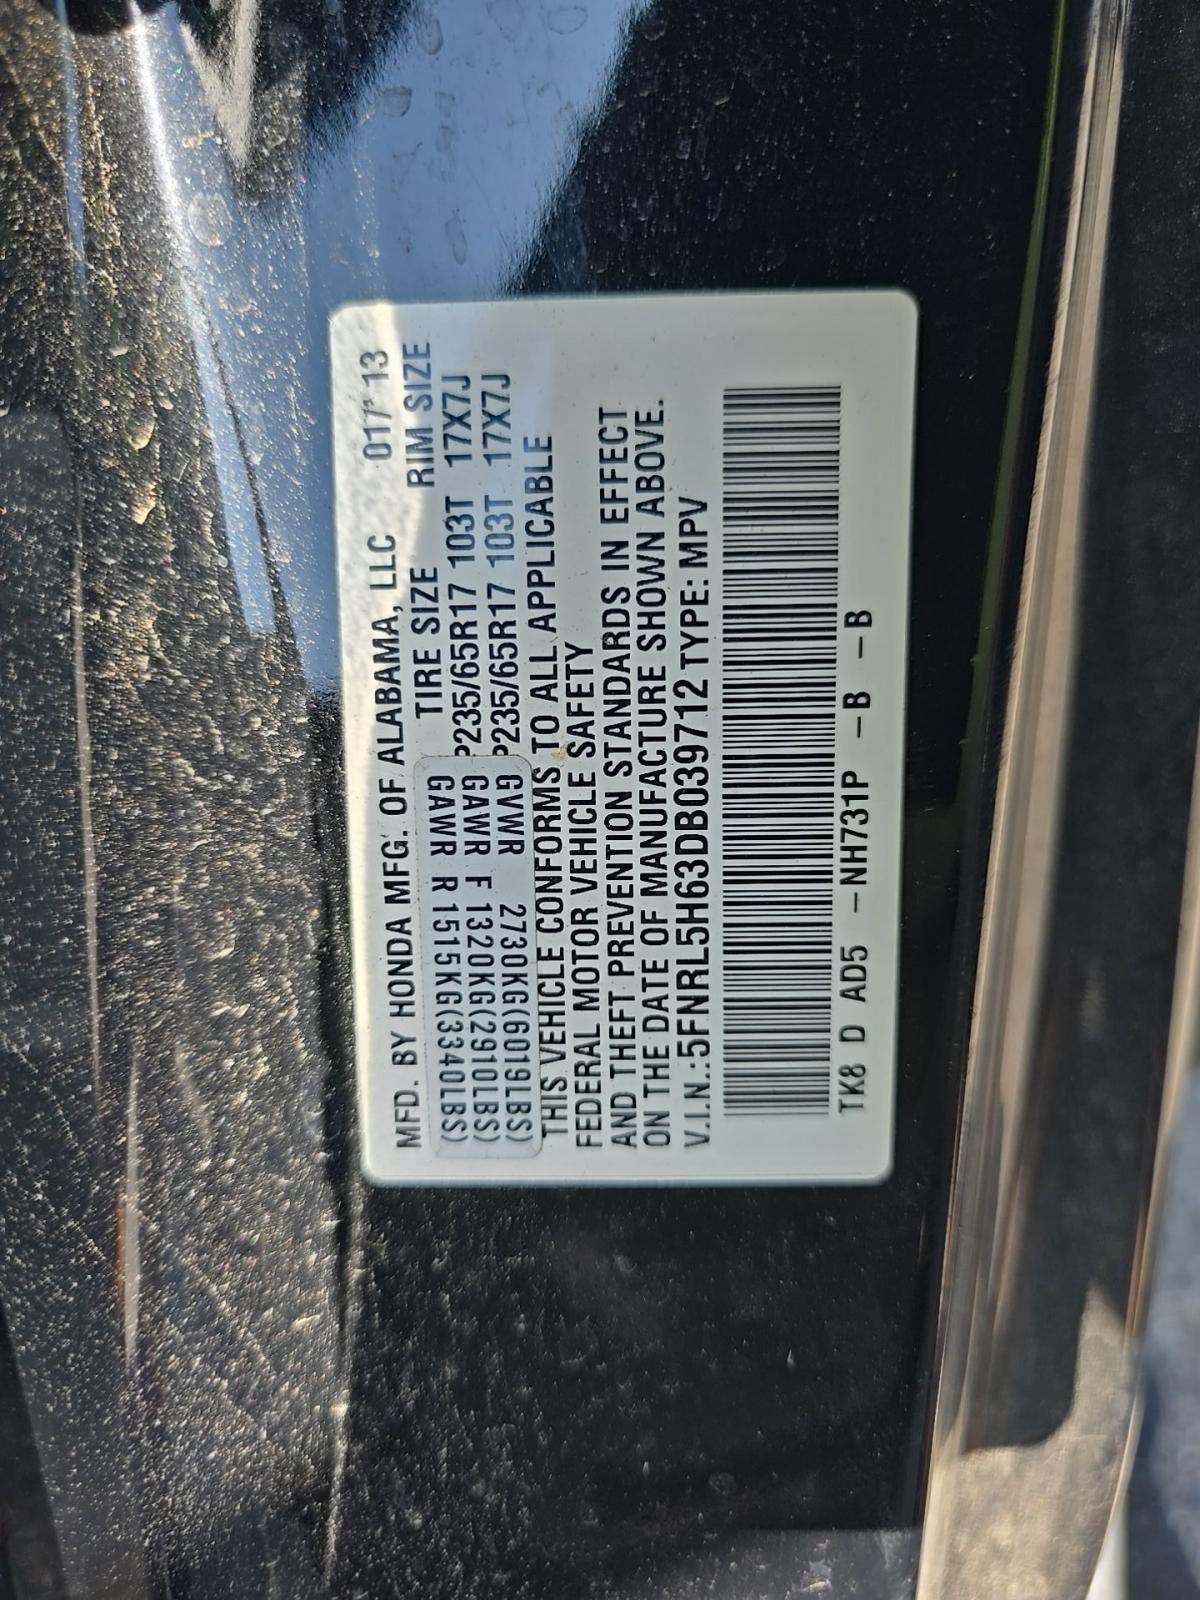 MFD. BY HONDA MFG. OF ALABAMA, LLC 01/'13
TIRE SIZE RIM SIZE
GAWR R 1515KG(3340LBS) P235/65R17 103T 17X7J
GAWR F 1320KG(2910LBS) P235/65R17 103T 17X7J
GVWR 2730KG(6019LBS)
THIS VEHICLE CONFORMS TO ALL APPLICABLE
FEDERAL MOTOR VEHICLE SAFETY
AND THEFT PREVENTION STANDARDS IN EFFECT
ON THE DATE OF MANUFACTURE SHOWN ABOVE.
V.I.N.:5FNRL5H63DB039712 TYPE: MPV
TK8 D AD5 -NH731P -B -B